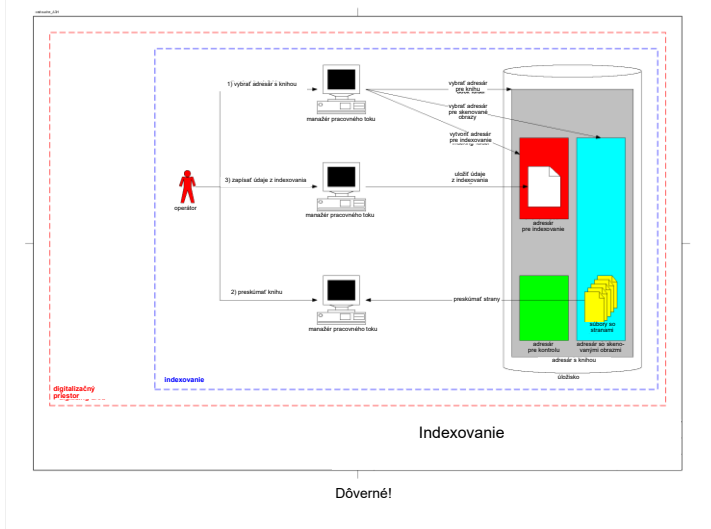 1) vybrať adresár s knihou
manažér pracovného toku
vybrať adresár
pre knihu
vybrať adresár
pre skenované
obrazy
vytvoriť adresár
pre indexovanie
operátor
3) zapísať údaje z indexovania
manažér pracovného toku
uložiť údaje
z indexovania
adresár
pre indexovanie
2) preskúmať knihu
manažér pracovného toku
preskúmať strany
súbory so
stranami
adresár
pre kontrolu
adresár so skeno-
vanými obrazmi
adresár s knihou
úložisko
indexovanie
digitalizačný
priestor
Indexovanie
Dôverné!